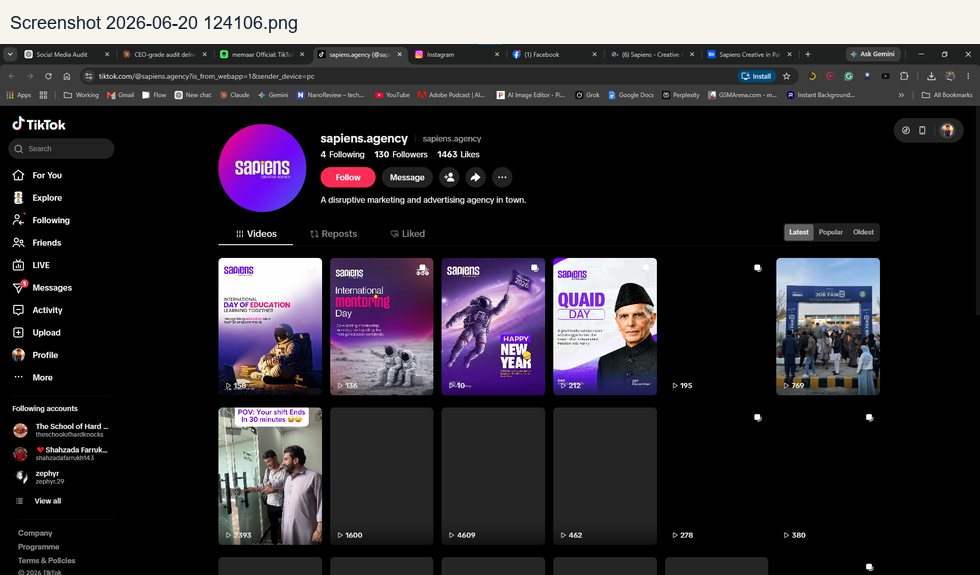 Screenshot 2026-06-20 124106.png
Social Media Audit
CEO-grade audit deliv
memaar Official: TikTo
sapiens.agency (@sap
Instagram
(1) Facebook
(6) Sapiens - Creative
Sapiens Creative in Pa
Ask Gemini
tiktok.com/@sapiens.agency?is_from_webapp=1&sender_device=pc
Install
Apps
Working
Gmail
Flow
New chat
Claude
Gemini
NanoReview – tech...
YouTube
Adobe Podcast | AI...
AI Image Editor - Pi...
Grok
Google Docs
Perplexity
GSMArena.com - m...
Instant Background...
All Bookmarks
TikTok
Search
For You
Explore
Following
Friends
LIVE
Messages
Activity
Upload
Profile
More
Following accounts
The School of Hard ...
theschoolofhardknocks
Shahzada Farruk...
shahzadafarrukh143
zephyr
zephyr.29
View all
Company
Programme
Terms & Policies
© 2026 TikTok
SAPIENS
CREATIVE AGENCY
sapiens.agency
sapiens.agency
4 Following 130 Followers 1463 Likes
Follow
Message
A disruptive marketing and advertising agency in town.
Videos
Reposts
Liked
Latest
Popular
Oldest
SAPIENS
INTERNATIONAL
DAY OF EDUCATION
LEARNING TOGETHER
158
SAPIENS
International
mentoring
Day
136
SAPIENS
2026
HAPPY
NEW
YEAR
10
SAPIENS
QUAID
DAY
25th
December
212
195
JOB FAIR
769
POV: Your shift Ends
In 30 minutes
2393
1600
4609
462
278
380